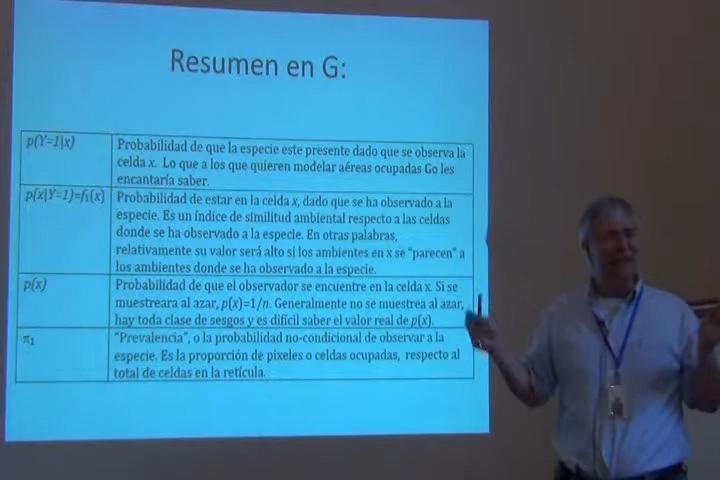 Resumen en G:
p(Y=1|x)
Probabilidad de que la especie este presente dado que se observa la
celda x. Lo que a los que quieren modelar aéreas ocupadas Go les
encantaría saber.
p(x|Y=1)=f₁(x)
Probabilidad de estar en la celda x, dado que se ha observado a la
especie. Es un índice de similitud ambiental respecto a las celdas
donde se ha observado a la especie. En otras palabras,
relativamente su valor será alto si los ambientes en x se "parecen" a
los ambientes donde se ha observado a la especie.
p(x)
Probabilidad de que el observador se encuentre en la celda x. Si se
muestreara al azar, p(x)=1/n. Generalmente no se muestrea al azar,
hay toda clase de sesgos y es difícil saber el valor real de p(x).
π₁
"Prevalencia", o la probabilidad no-condicional de observar a la
especie. Es la proporción de pixeles o celdas ocupadas, respecto al
total de celdas en la retícula.